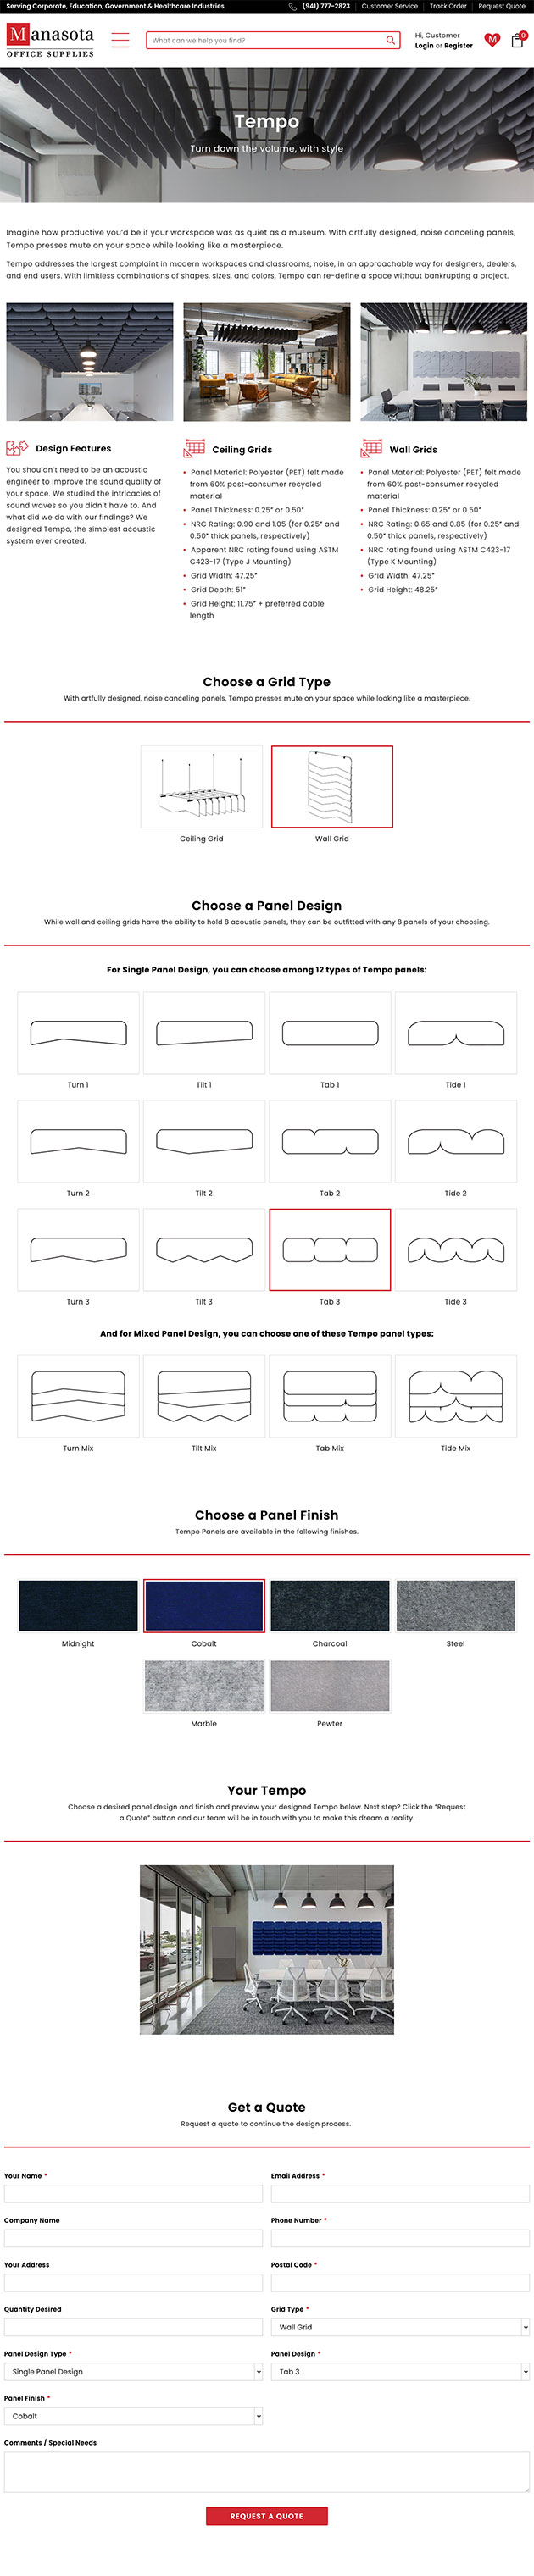 Serving Corporate, Education, Government & Healthcare Industries
(941) 777-2823
Customer Service
Track Order
Request Quote
Manasota
OFFICE SUPPLIES
What can we help you find?
Hi, Customer
Login or Register
M
0
Tempo
Turn down the volume, with style
Imagine how productive you'd be if your workspace was as quiet as a museum. With artfully designed, noise canceling panels,
Tempo presses mute on your space while looking like a masterpiece.
Tempo addresses the largest complaint in modern workspaces and classrooms, noise, in an approachable way for designers, dealers,
and end users. With limitless combinations of shapes, sizes, and colors, Tempo can re-define a space without bankrupting a project.
Design Features
You shouldn't need to be an acoustic
engineer to improve the sound quality of
your space. We studied the intricacies of
sound waves so you didn't have to. And
what did we do with our findings? We
designed Tempo, the simplest acoustic
system ever created.
Ceiling Grids
• Panel Material: Polyester (PET) felt made
from 60% post-consumer recycled
material
• Panel Thickness: 0.25" or 0.50"
• NRC Rating: 0.90 and 1.05 (for 0.25" and
0.50" thick panels, respectively)
• Apparent NRC rating found using ASTM
C423-17 (Type J Mounting)
• Grid Width: 47.25"
• Grid Depth: 51"
• Grid Height: 11.75" + preferred cable
length
Wall Grids
• Panel Material: Polyester (PET) felt made
from 60% post-consumer recycled
material
• Panel Thickness: 0.25" or 0.50"
• NRC Rating: 0.65 and 0.85 (for 0.25" and
0.50" thick panels, respectively)
• NRC rating found using ASTM C423-17
(Type K Mounting)
• Grid Width: 47.25"
• Grid Height: 48.25"
Choose a Grid Type
With artfully designed, noise canceling panels, Tempo presses mute on your space while looking like a masterpiece.
Ceiling Grid
Wall Grid
Choose a Panel Design
While wall and ceiling grids have the ability to hold 8 acoustic panels, they can be outfitted with any 8 panels of your choosing.
For Single Panel Design, you can choose among 12 types of Tempo panels:
Turn 1
Tilt 1
Tab 1
Tide 1
Turn 2
Tilt 2
Tab 2
Tide 2
Turn 3
Tilt 3
Tab 3
Tide 3
And for Mixed Panel Design, you can choose one of these Tempo panel types:
Turn Mix
Tilt Mix
Tab Mix
Tide Mix
Choose a Panel Finish
Tempo Panels are available in the following finishes.
Midnight
Cobalt
Charcoal
Steel
Marble
Pewter
Your Tempo
Choose a desired panel design and finish and preview your designed Tempo below. Next step? Click the "Request
a Quote" button and our team will be in touch with you to make this dream a reality.
Get a Quote
Request a quote to continue the design process.
Your Name *
Email Address *
Company Name
Phone Number *
Your Address
Postal Code *
Quantity Desired
Grid Type *
Wall Grid
Panel Design Type *
Panel Design *
Single Panel Design
Tab 3
Panel Finish *
Cobalt
Comments / Special Needs
REQUEST A QUOTE